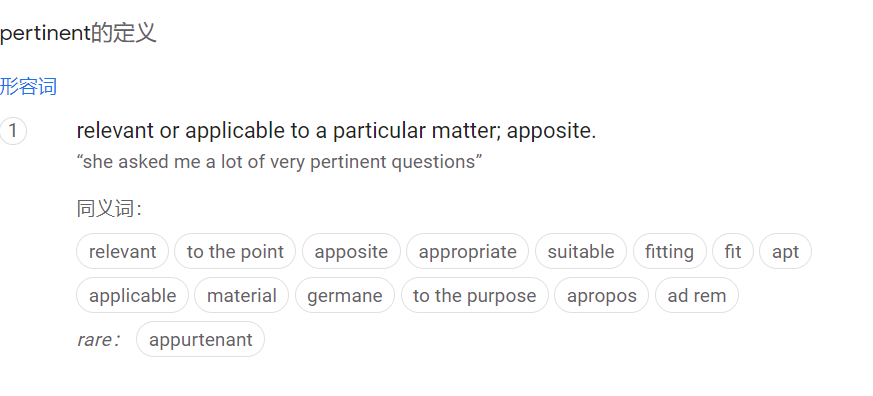 pertinent的定义
形容词
1 relevant or applicable to a particular matter; apposite.
“she asked me a lot of very pertinent questions”
同义词：
relevant to the point apposite appropriate suitable fitting fit apt
applicable material germane to the purpose apropos ad rem
rare： appurtenant